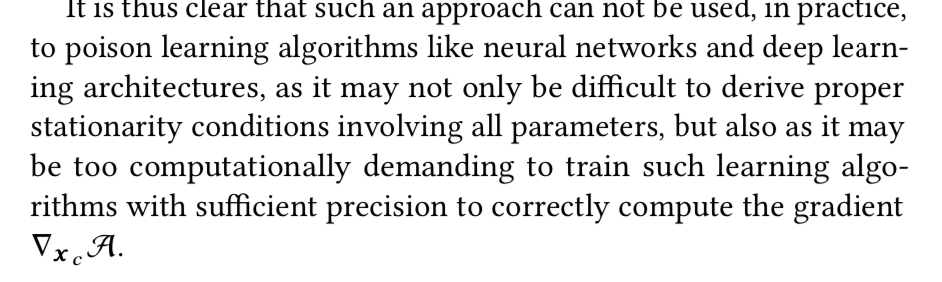 It is thus clear that such an approach can not be used, in practice,
to poison learning algorithms like neural networks and deep learn-
ing architectures, as it may not only be difficult to derive proper
stationarity conditions involving all parameters, but also as it may
be too computationally demanding to train such learning algo-
rithms with sufficient precision to correctly compute the gradient
∇𝒙_c 𝒜.